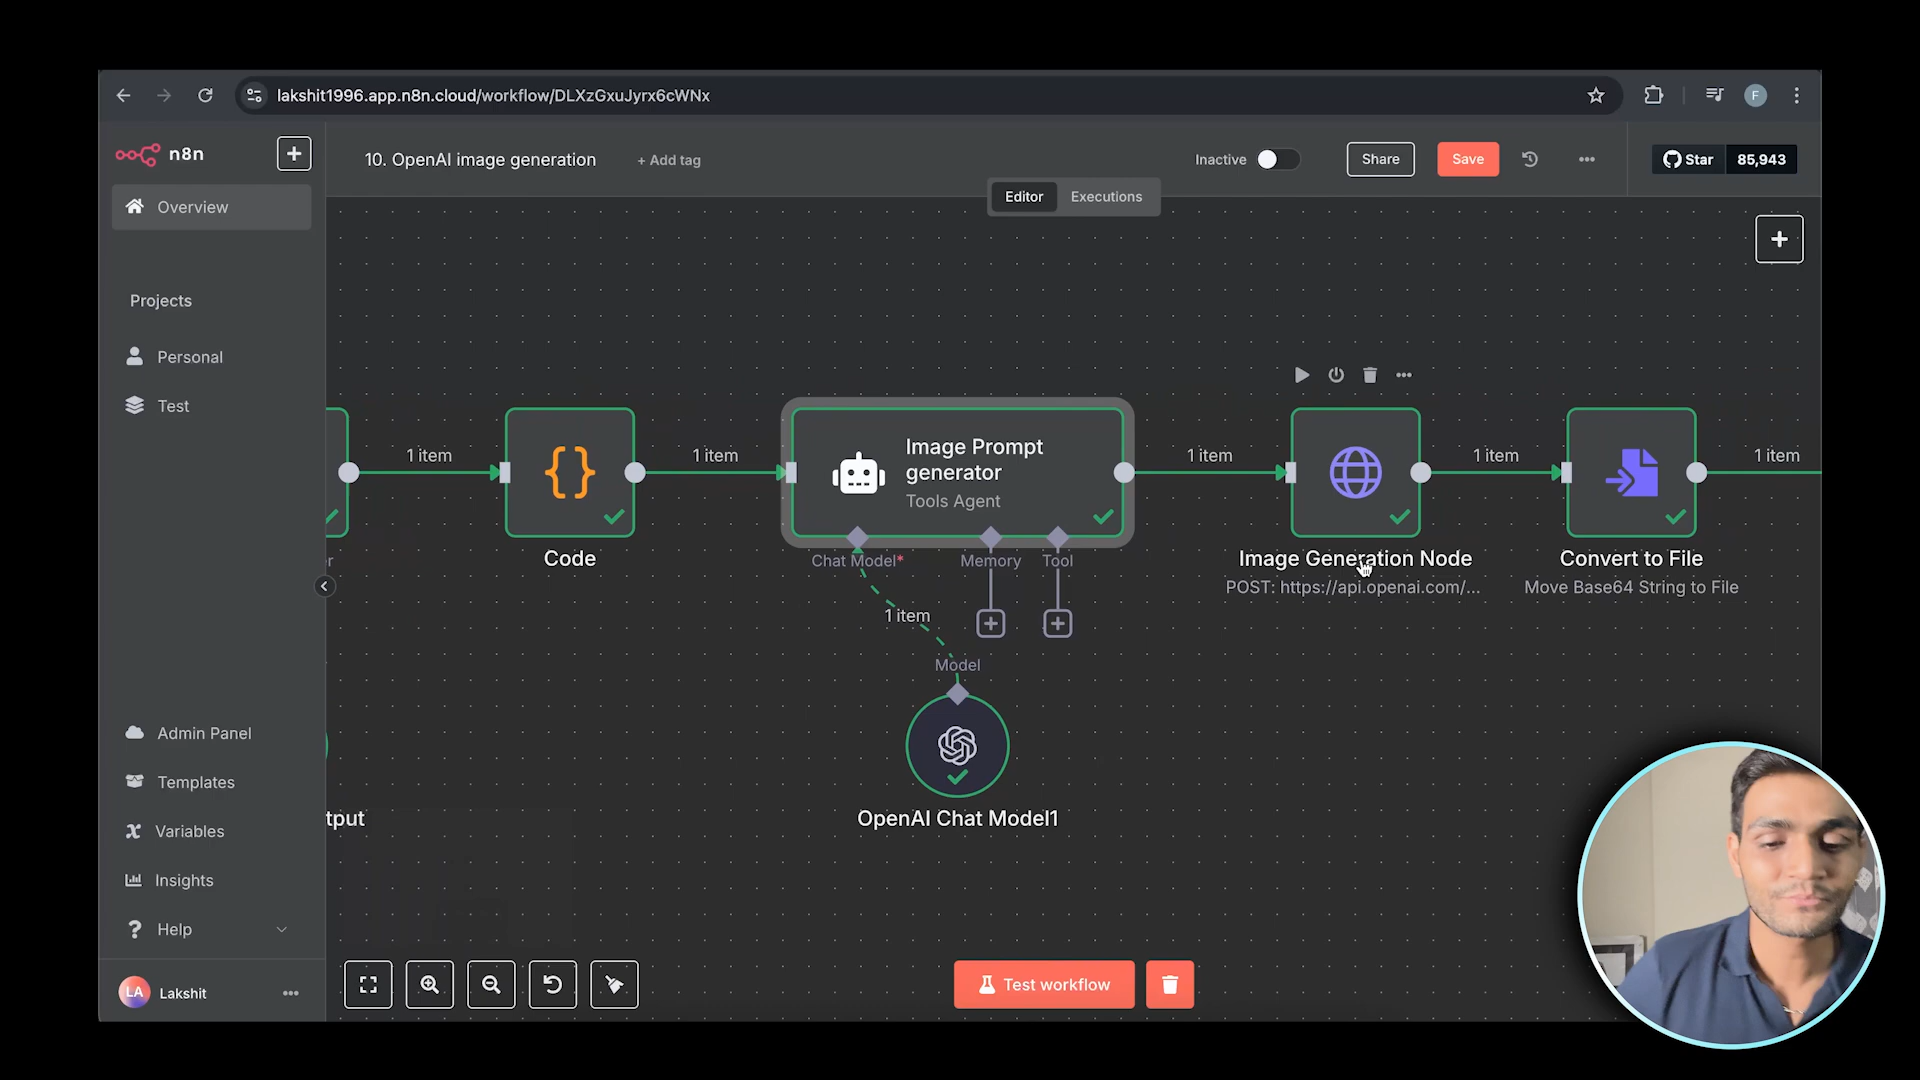 lakshit1996.app.n8n.cloud/workflow/DLXzGxuJyrx6cWNx
F
n8n
10. OpenAI image generation
+ Add tag
Inactive
Share
Save
Star
85,943
Overview
Editor
Executions
Projects
Personal
Test
1 item
1 item
1 item
1 item
1 item
Image Prompt
generator
Tools Agent
r
Code
Chat Model*
Memory
Tool
Image Generation Node
POST: https://api.openai.com/...
Convert to File
Move Base64 String to File
1 item
Model
OpenAI Chat Model1
tput
Admin Panel
Templates
Variables
Insights
Help
LA
Lakshit
Test workflow